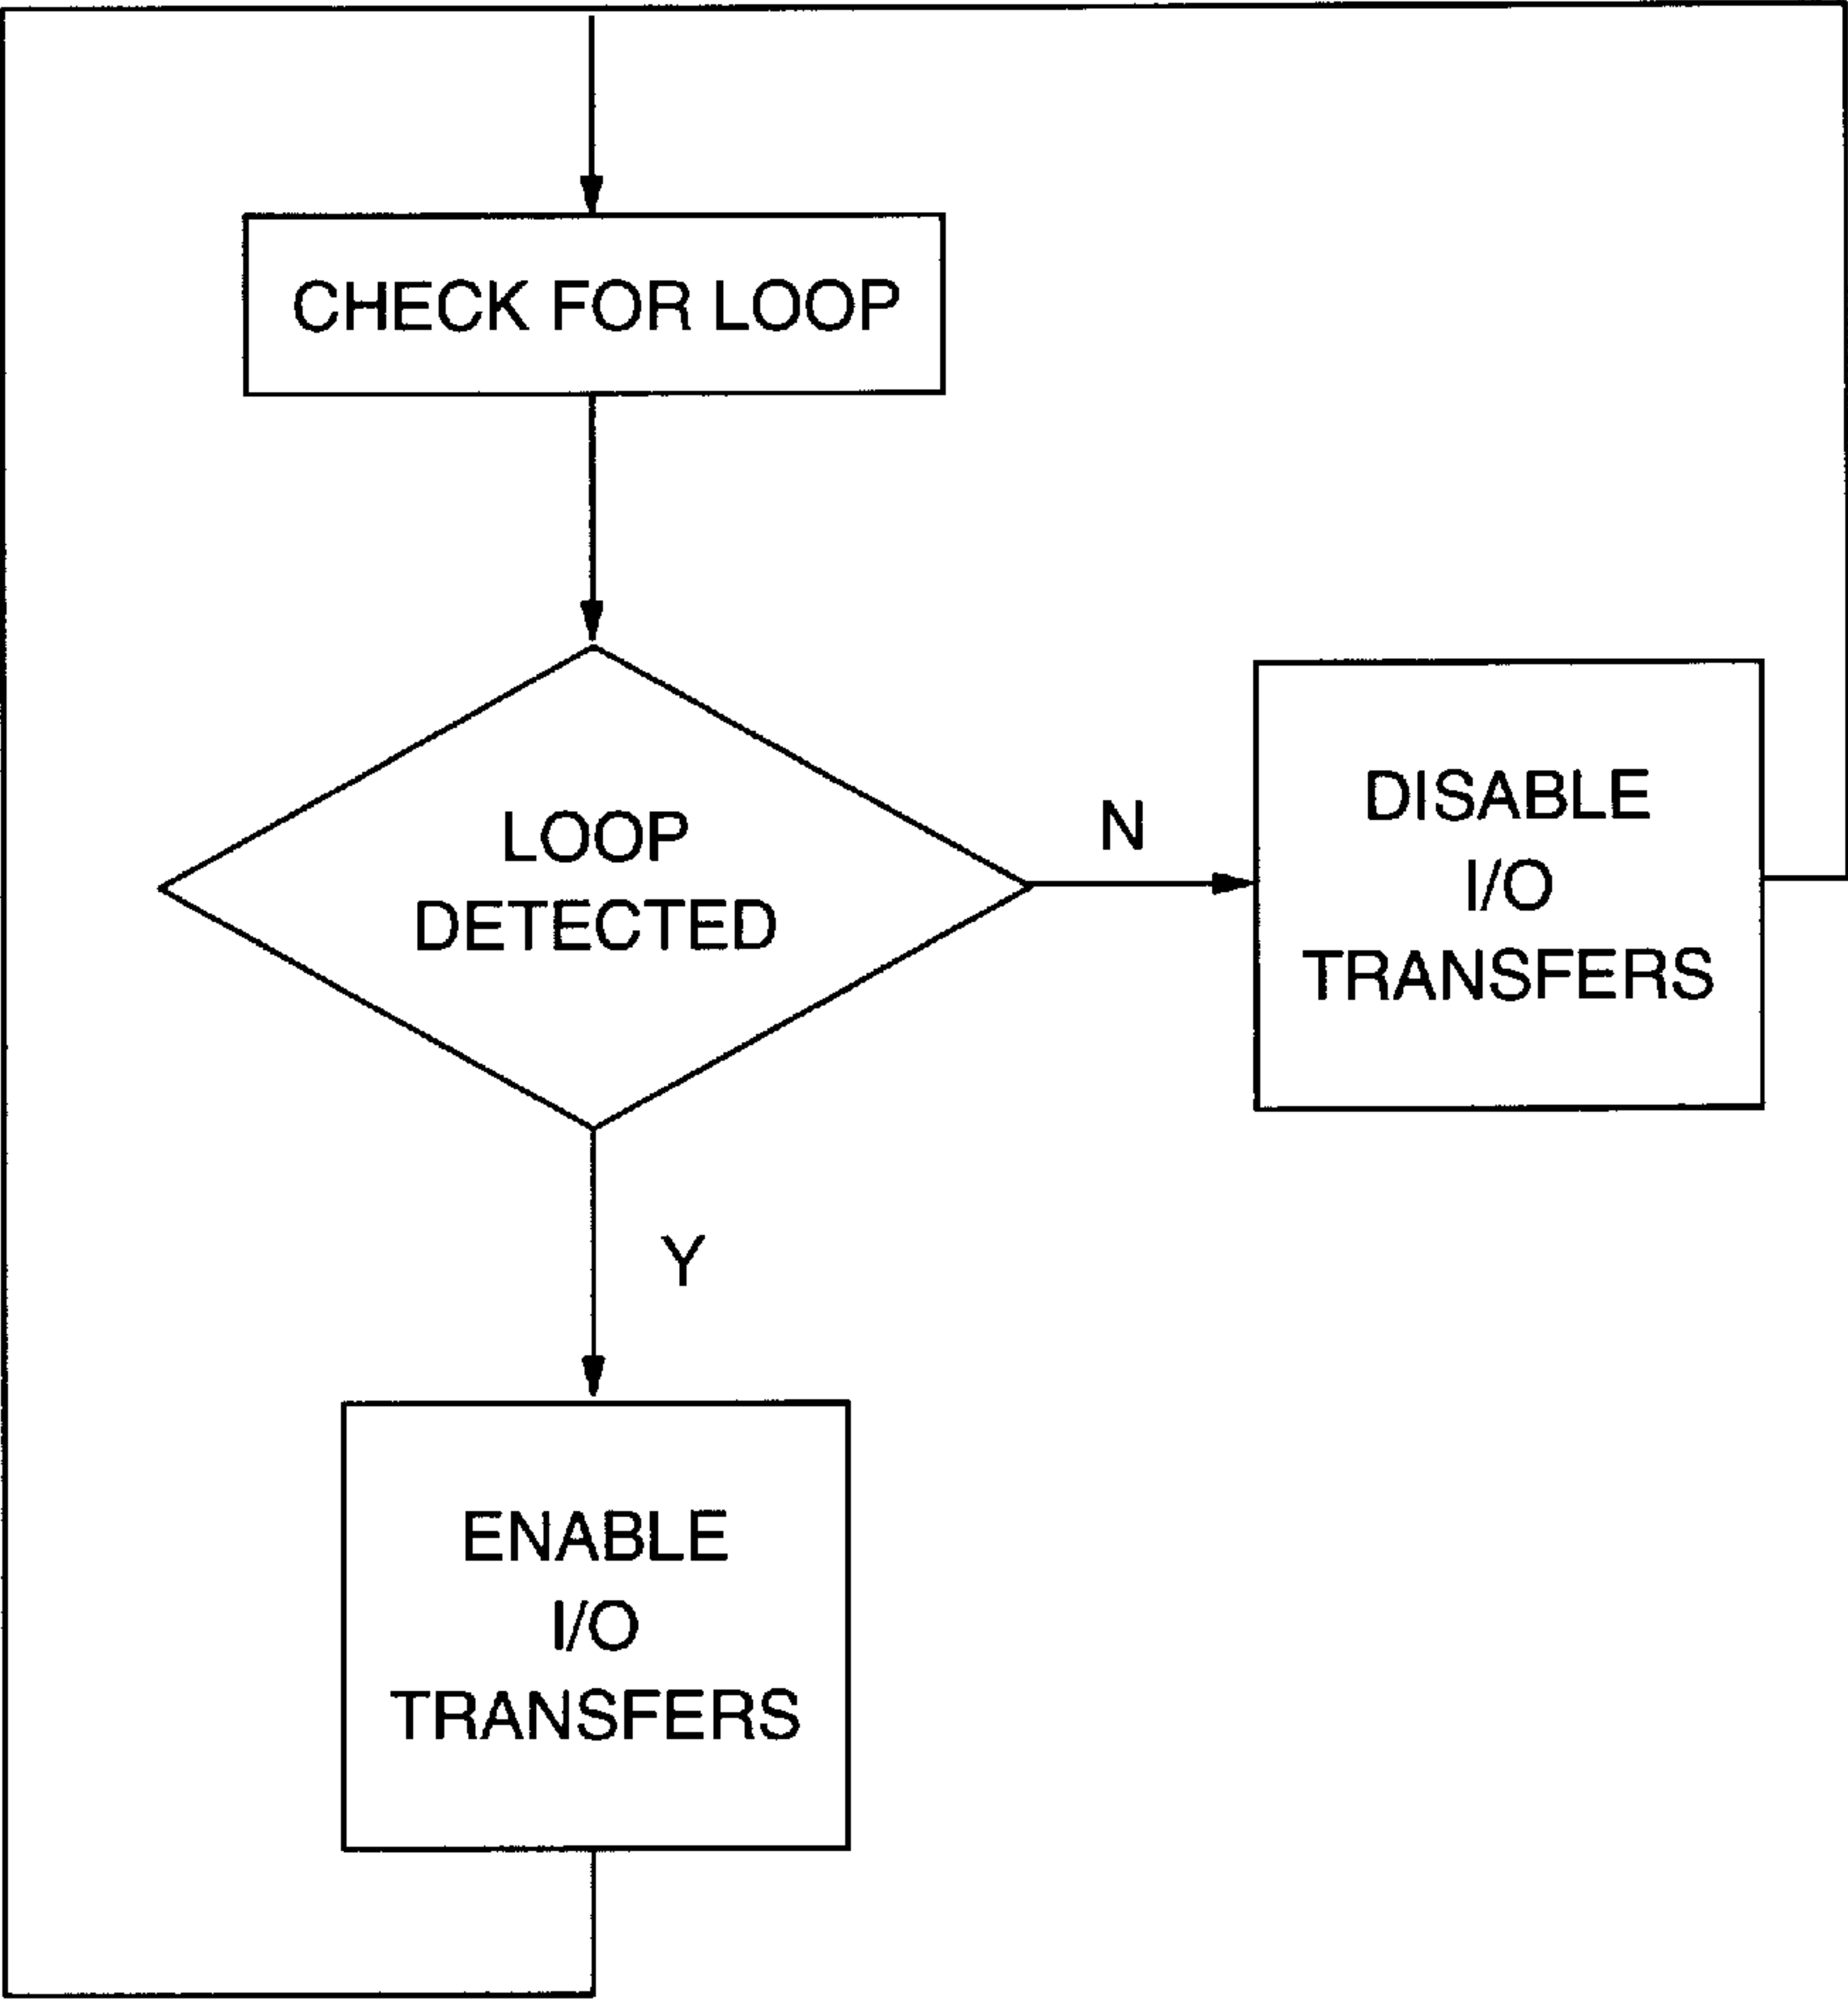 CHECK FOR LOOP
LOOP
DETECTED
N
DISABLE
I/O
TRANSFERS
Y
ENABLE
I/O
TRANSFERS